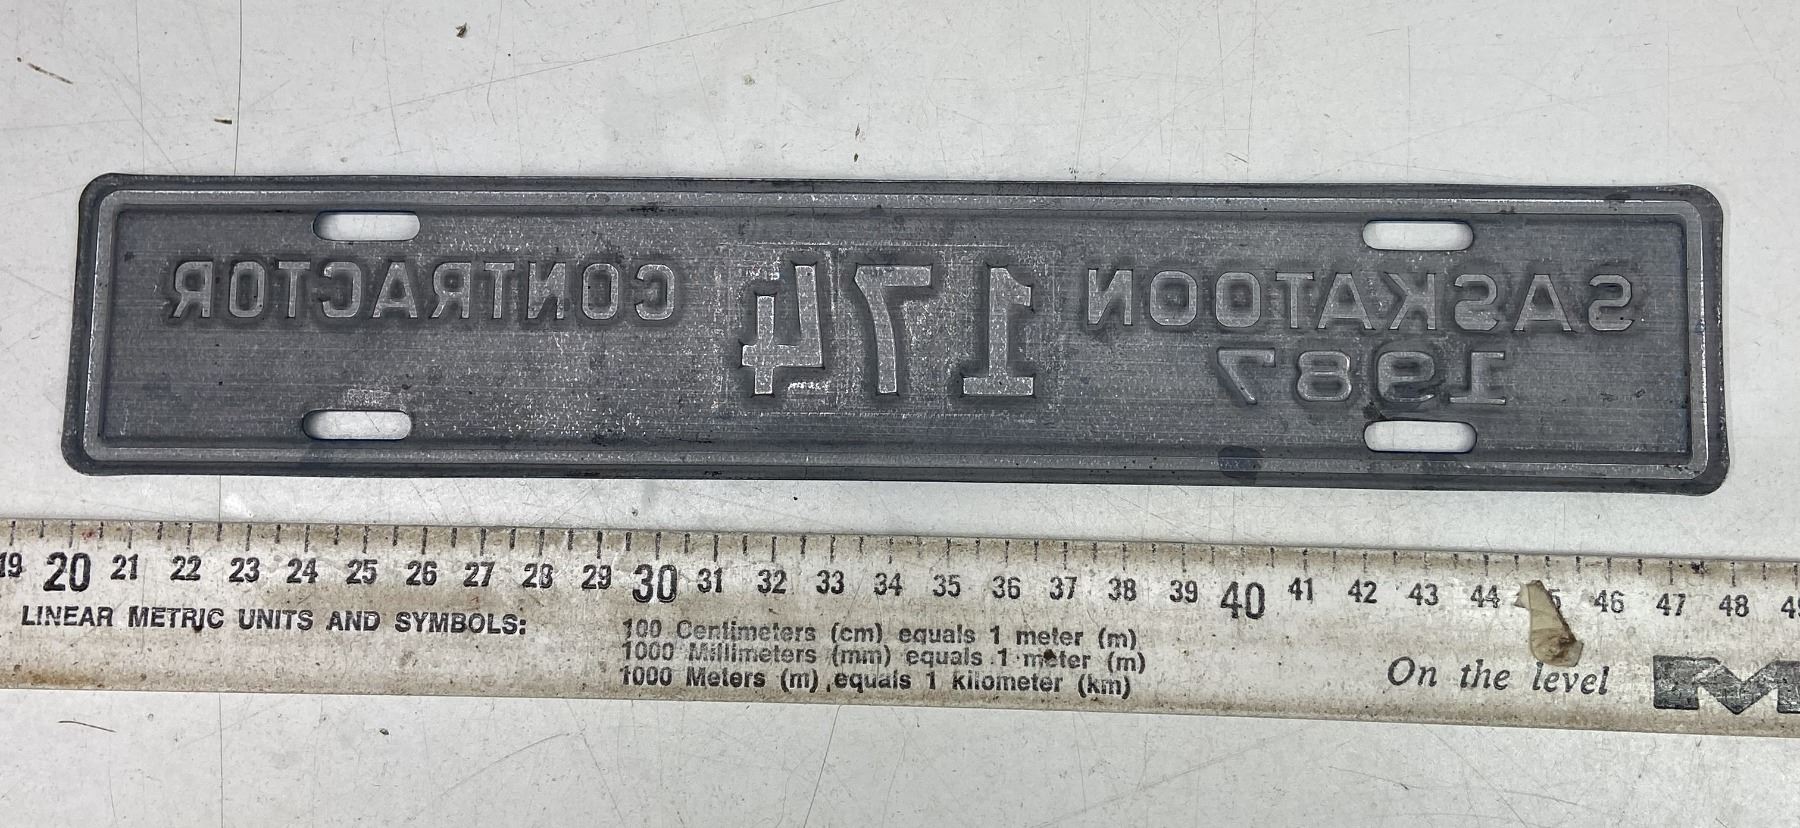 SASKATOON 174 CONTRACTOR
1987
19 20 21 22 23 24 25 26 27 28 29 30 31 32 33 34 35 36 37 38 39 40 41 42 43 44 45 46 47 48 49
LINEAR METRIC UNITS AND SYMBOLS:
100 Centimeters (cm) equals 1 meter (m)
1000 Millimeters (mm) equals 1 meter (m)
1000 Meters (m) equals 1 kilometer (km)
On the level